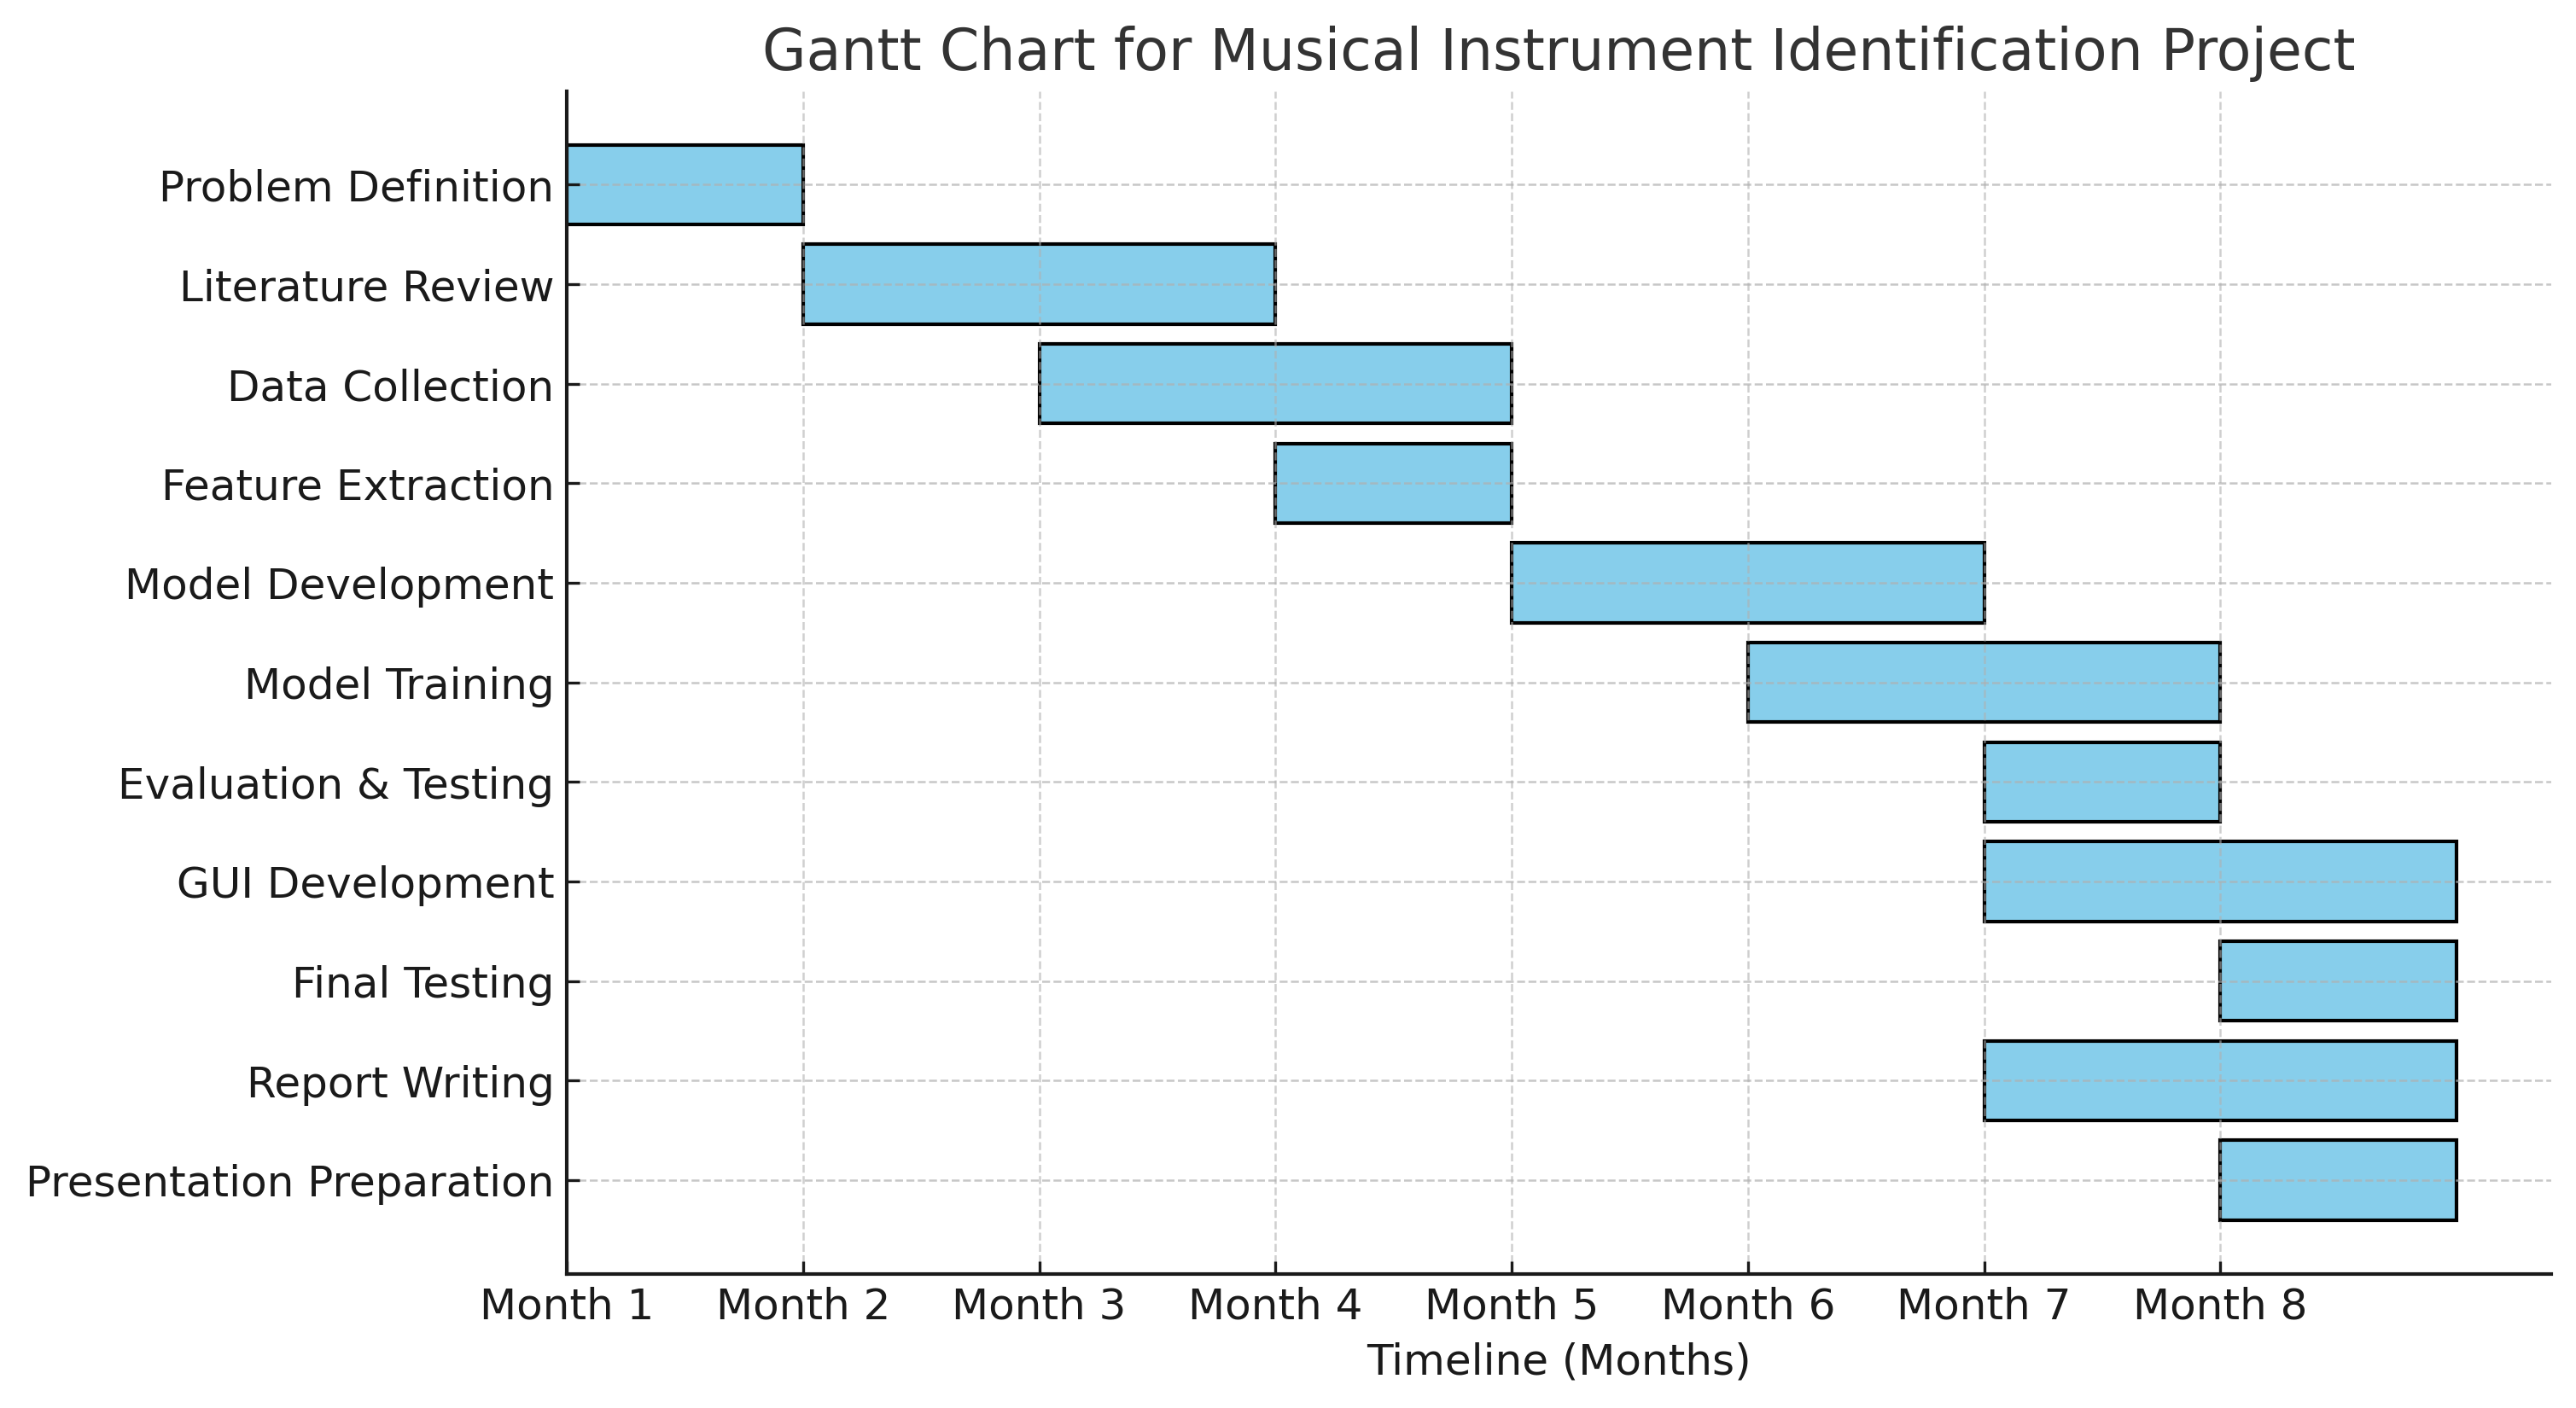 Gantt Chart for Musical Instrument Identification Project
Problem Definition
Literature Review
Data Collection
Feature Extraction
Model Development
Model Training
Evaluation & Testing
GUI Development
Final Testing
Report Writing
Presentation Preparation
Month 1 Month 2 Month 3 Month 4 Month 5 Month 6 Month 7 Month 8
Timeline (Months)